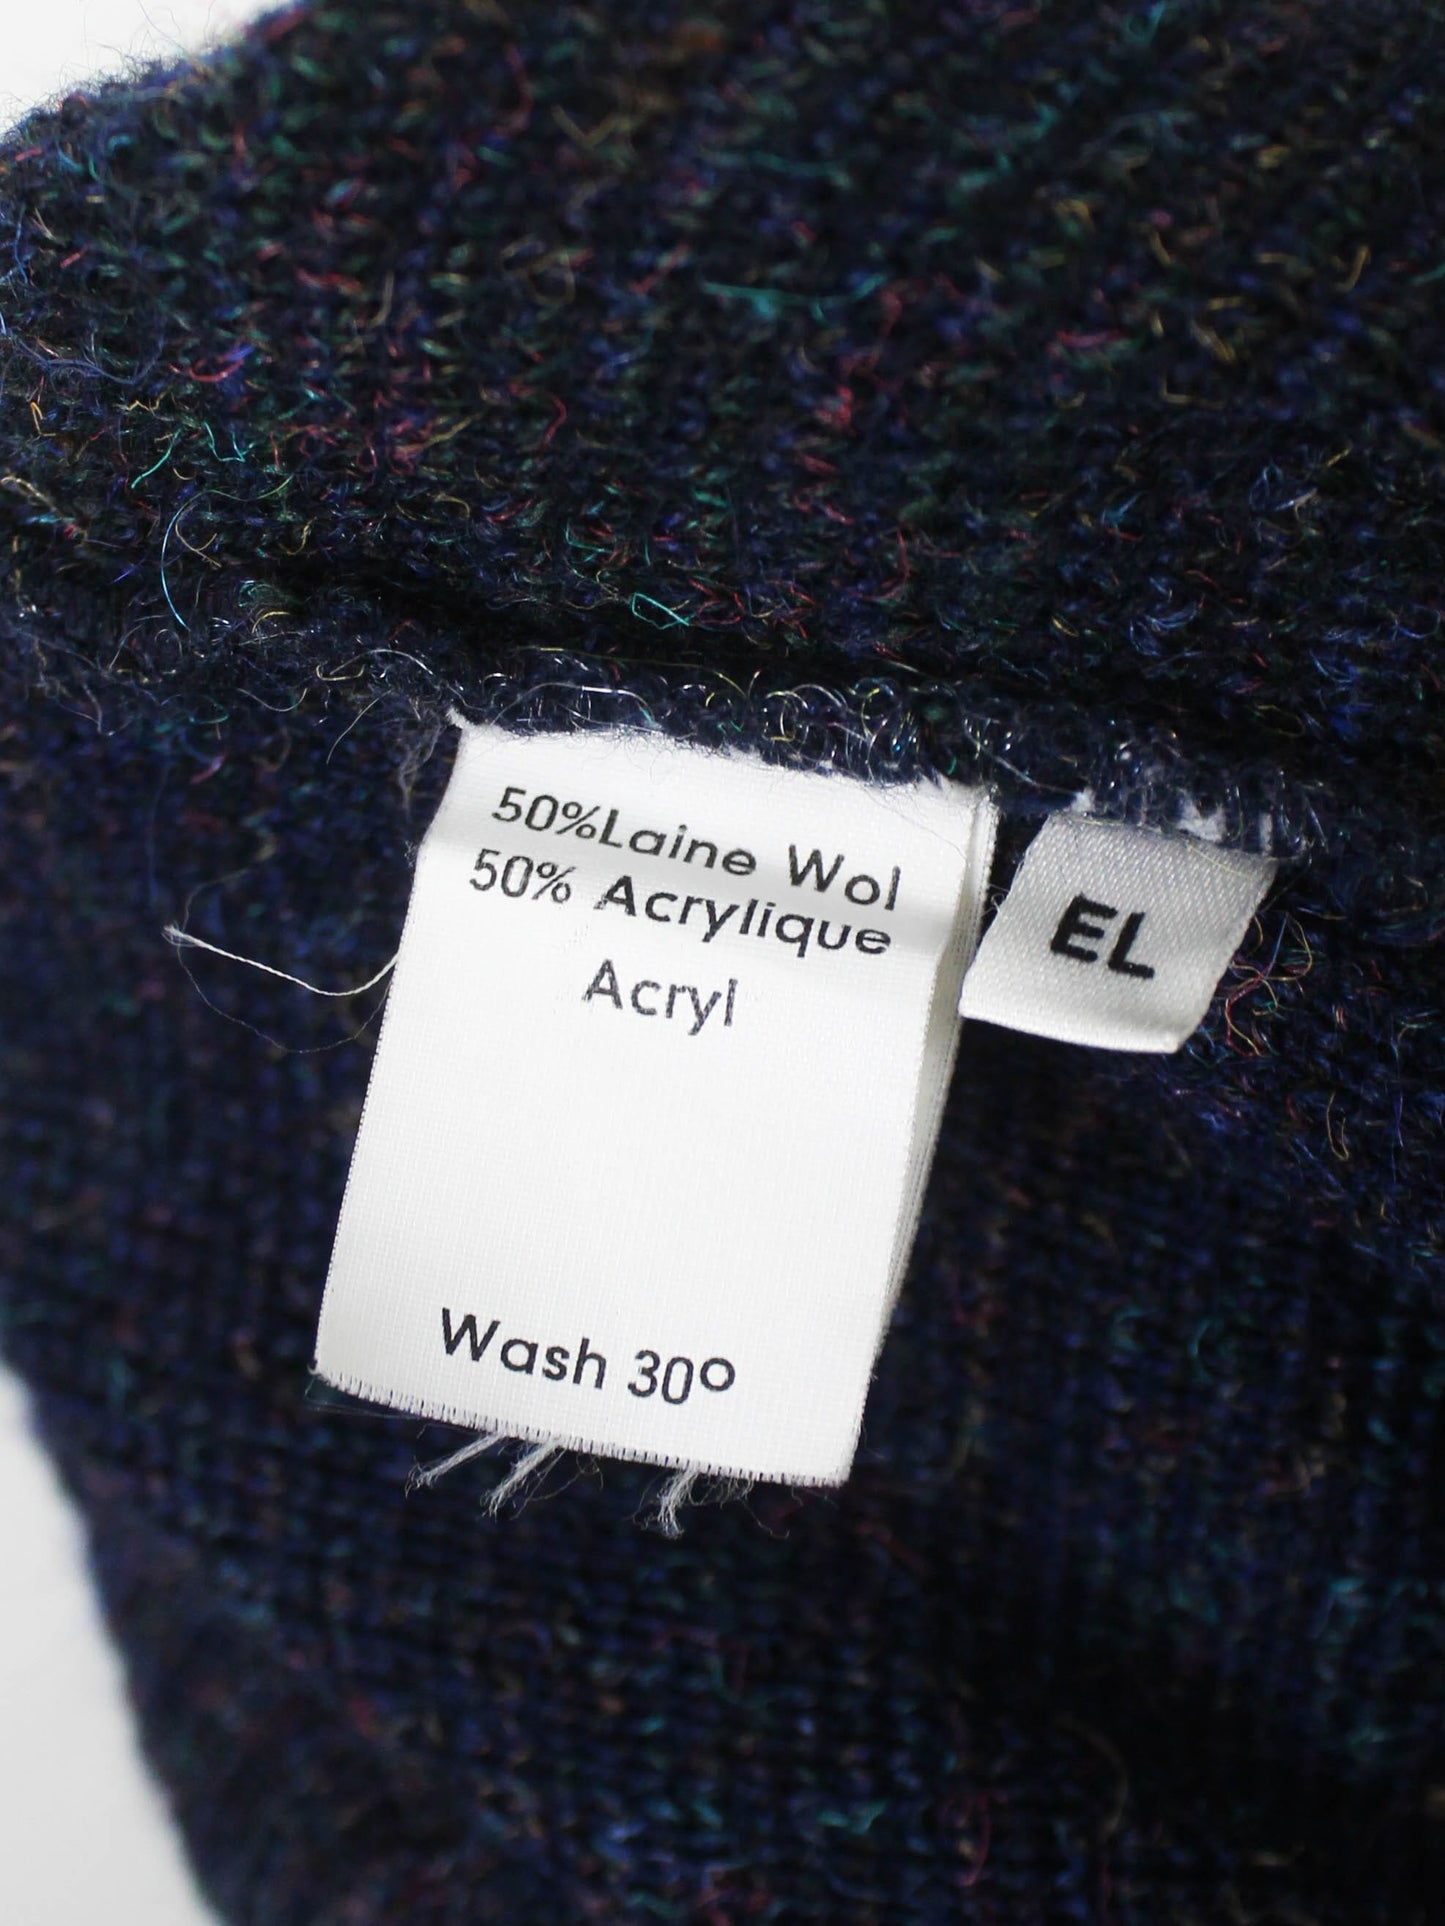 50%Laine Wol
50% Acrylique
Acryl
EL
Wash 30°